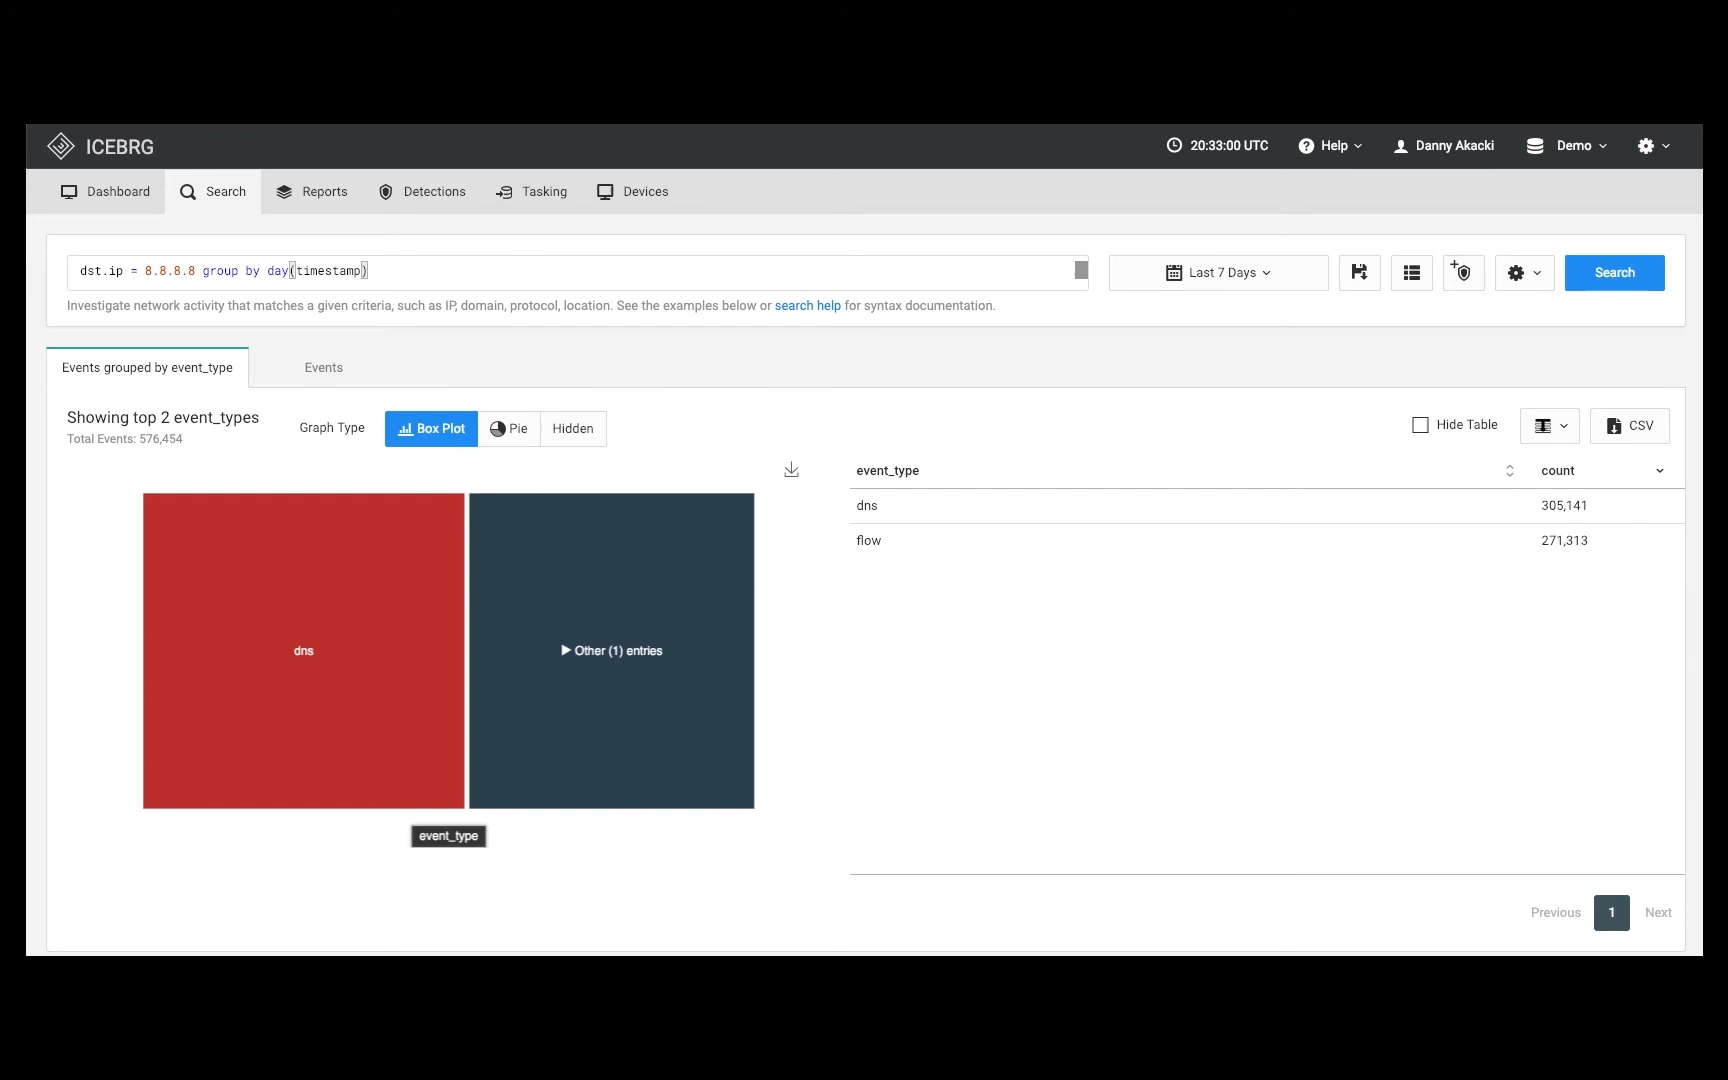 ICEBRG
20:33:00 UTC
Help
Danny Akacki
Demo
Dashboard
Search
Reports
Detections
Tasking
Devices
dst.ip = 8.8.8.8 group by day(timestamp)
Last 7 Days
Search
Investigate network activity that matches a given criteria, such as IP, domain, protocol, location. See the examples below or search help for syntax documentation.
Events grouped by event_type
Events
Showing top 2 event_types
Total Events: 576,454
Graph Type
Box Plot
Pie
Hidden
Hide Table
CSV
event_type count
dns 305,141
flow 271,313
dns
Other (1) entries
event_type
Previous 1 Next